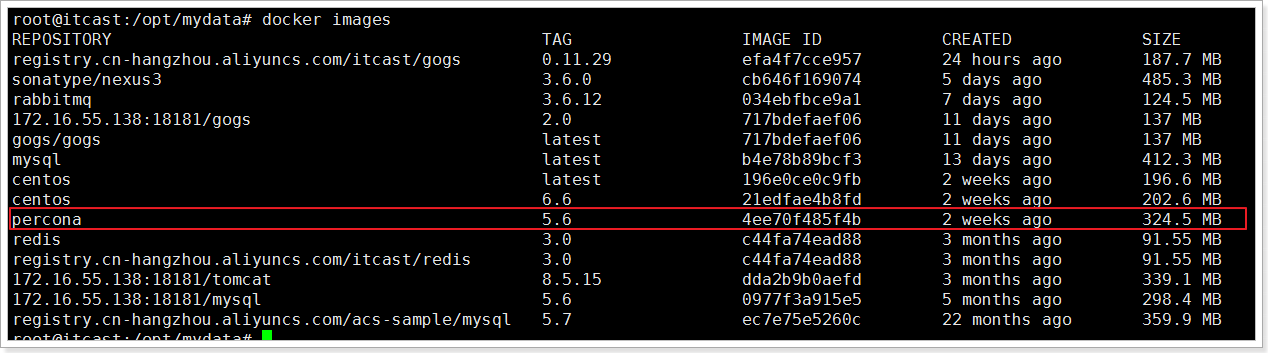 root@itcast:/opt/mydata# docker images
REPOSITORY TAG IMAGE ID CREATED SIZE
registry.cn-hangzhou.aliyuncs.com/itcast/gogs 0.11.29 efa4f7cce957 24 hours ago 187.7 MB
sonatype/nexus3 3.6.0 cb646f169074 5 days ago 485.3 MB
rabbitmq 3.6.12 034ebfbce9a1 7 days ago 124.5 MB
172.16.55.138:18181/gogs 2.0 717bdefaef06 11 days ago 137 MB
gogs/gogs latest 717bdefaef06 11 days ago 137 MB
mysql latest b4e78b89bcf3 13 days ago 412.3 MB
centos latest 196e0ce0c9fb 2 weeks ago 196.6 MB
centos 6.6 21edfae4b8fd 2 weeks ago 202.6 MB
percona 5.6 4ee70f485f4b 2 weeks ago 324.5 MB
redis 3.0 c44fa74ead88 3 months ago 91.55 MB
registry.cn-hangzhou.aliyuncs.com/itcast/redis 3.0 c44fa74ead88 3 months ago 91.55 MB
172.16.55.138:18181/tomcat 8.5.15 dda2b9b0aefd 3 months ago 339.1 MB
172.16.55.138:18181/mysql 5.6 0977f3a915e5 5 months ago 298.4 MB
registry.cn-hangzhou.aliyuncs.com/acs-sample/mysql 5.7 ec7e75e5260c 22 months ago 359.9 MB
root@itcast:/opt/mydata#